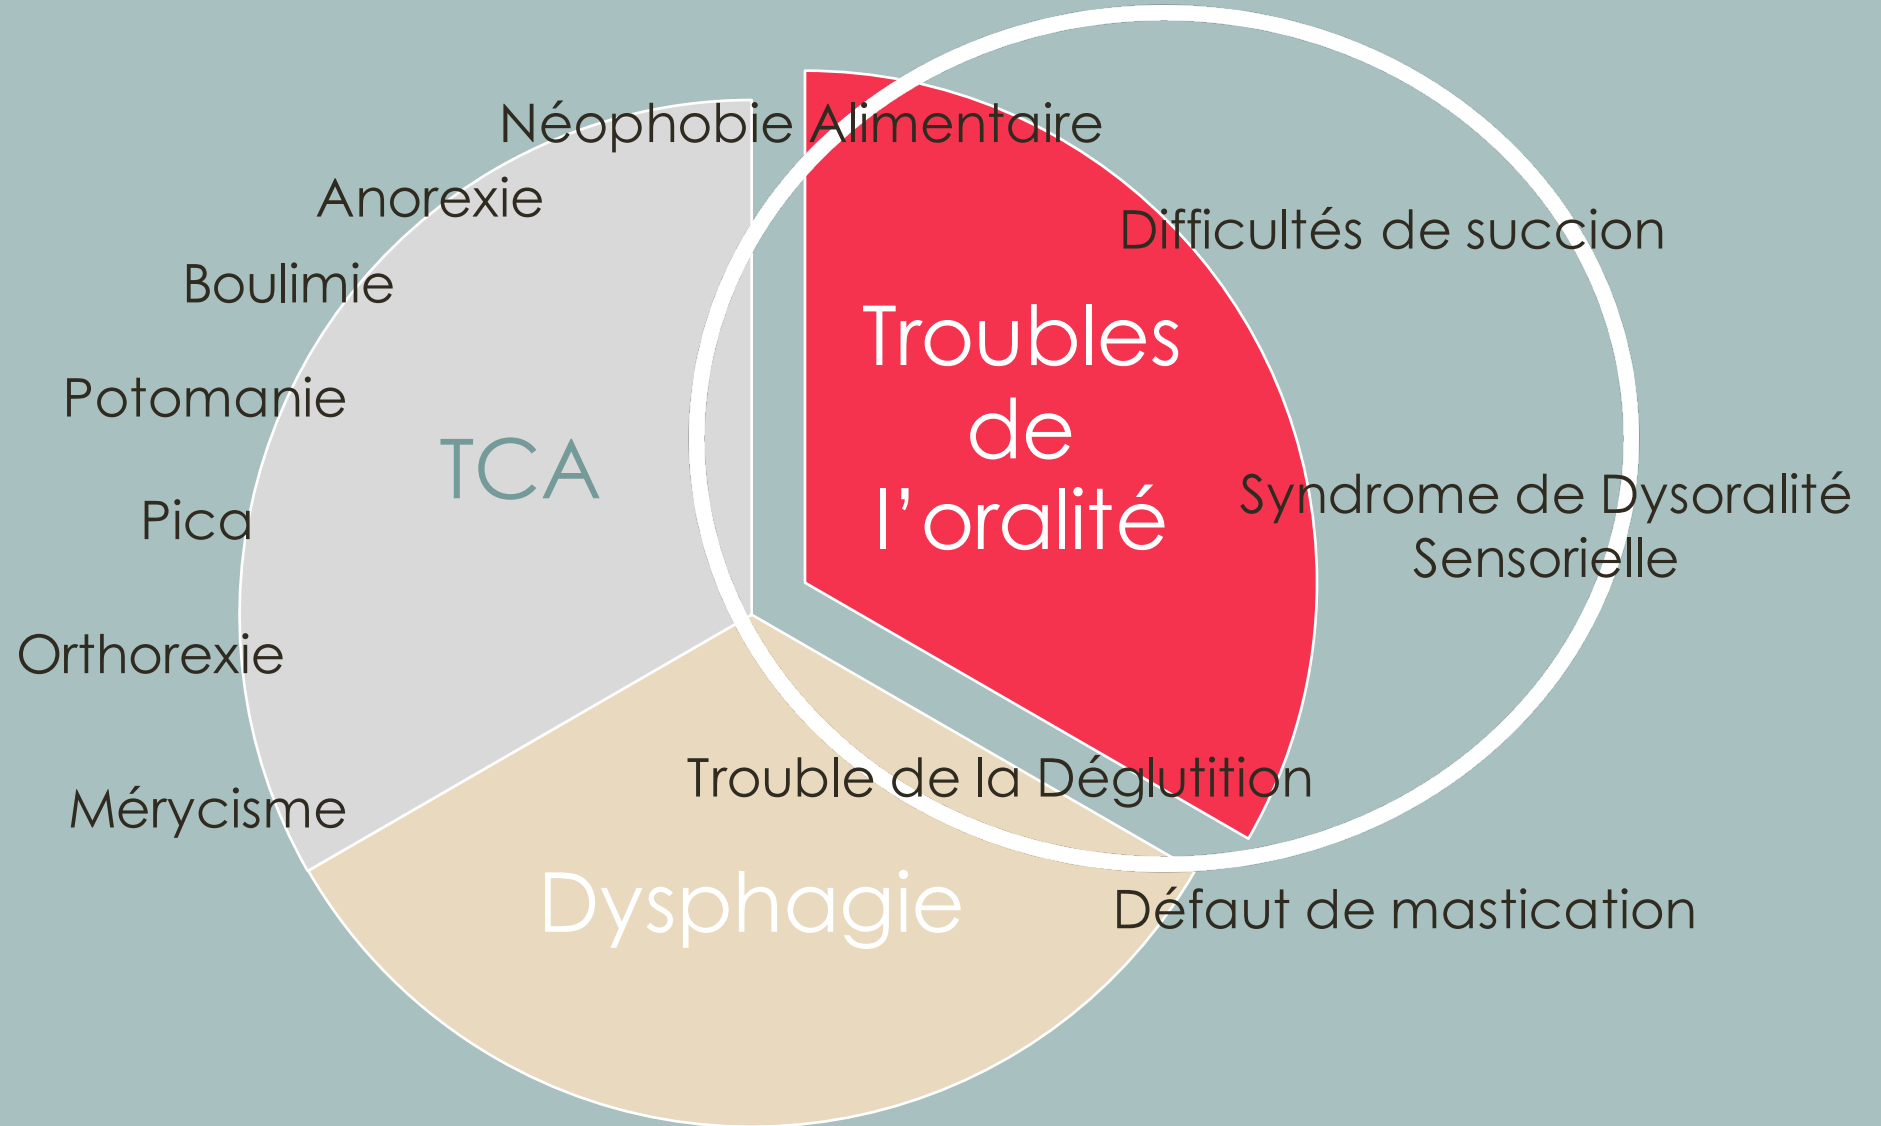 Néophobie Alimentaire
Anorexie
Difficultés de succion
Boulimie
Troubles
de
l’oralité
Potomanie
TCA
Pica
Syndrome de Dysoralité
Sensorielle
Orthorexie
Trouble de la Déglutition
Mérycisme
Dysphagie
Défaut de mastication